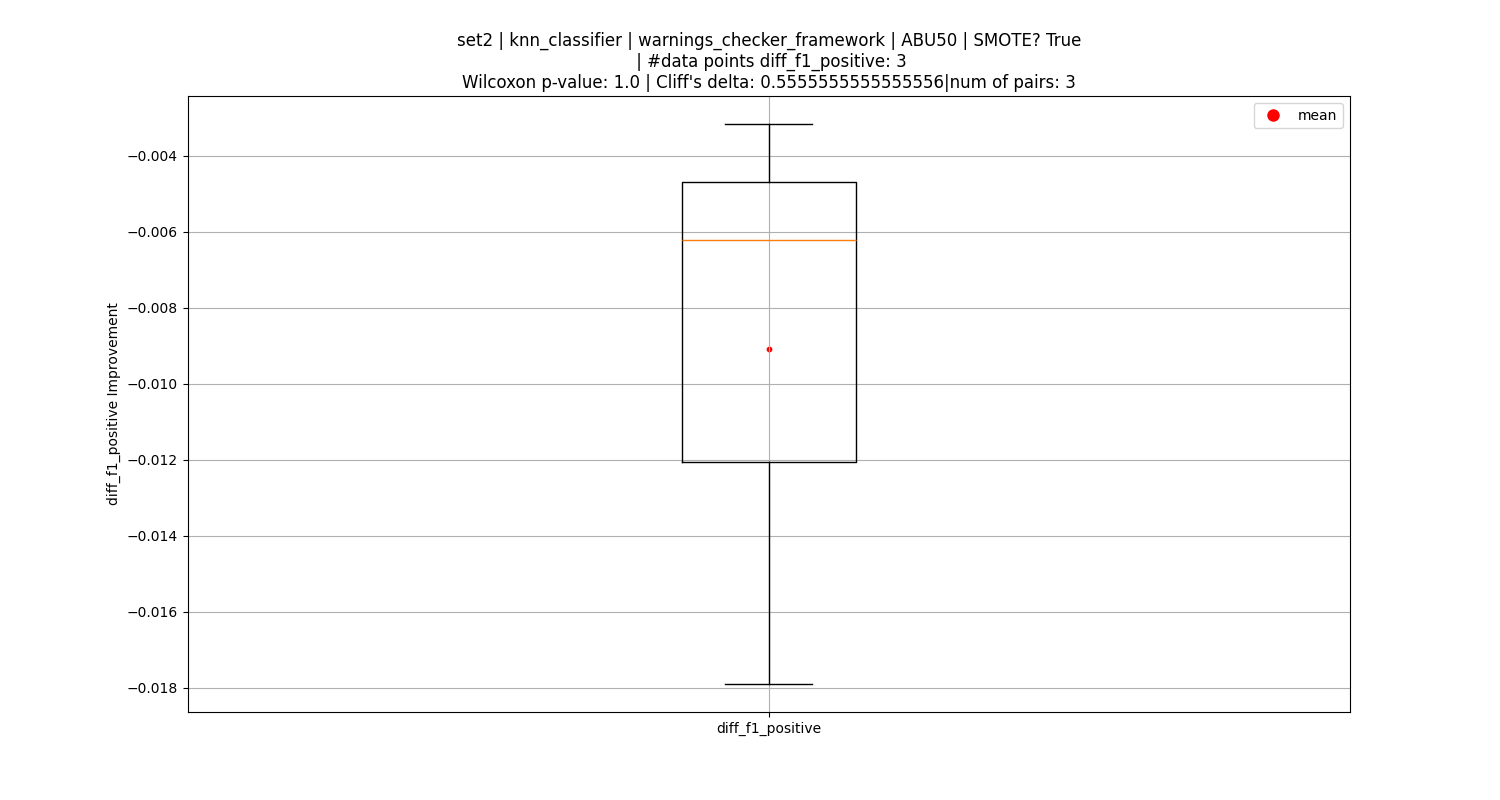 set2 | knn_classifier | warnings_checker_framework | ABU50 | SMOTE? True
| #data points diff_f1_positive: 3
Wilcoxon p-value: 1.0 | Cliff's delta: 0.5555555555555556|num of pairs: 3
mean
−0.004
−0.006
−0.008
−0.010
−0.012
−0.014
−0.016
−0.018
diff_f1_positive Improvement
diff_f1_positive